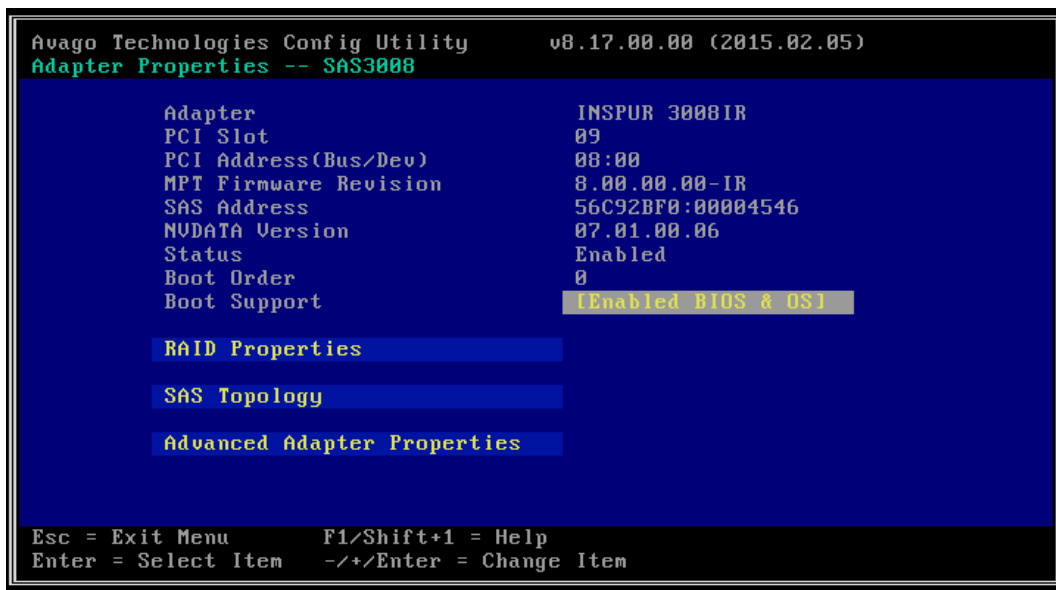 Avago Technologies Config Utility v8.17.00.00 (2015.02.05)
Adapter Properties -- SAS3008
Adapter INSPUR 3008IR
PCI Slot 09
PCI Address(Bus/Dev) 08:00
MPT Firmware Revision 8.00.00.00-IR
SAS Address 56C92BF0:00004546
NVDATA Version 07.01.00.06
Status Enabled
Boot Order 0
Boot Support [Enabled BIOS & OS]
RAID Properties
SAS Topology
Advanced Adapter Properties
Esc = Exit Menu F1/Shift+1 = Help
Enter = Select Item -/+/Enter = Change Item